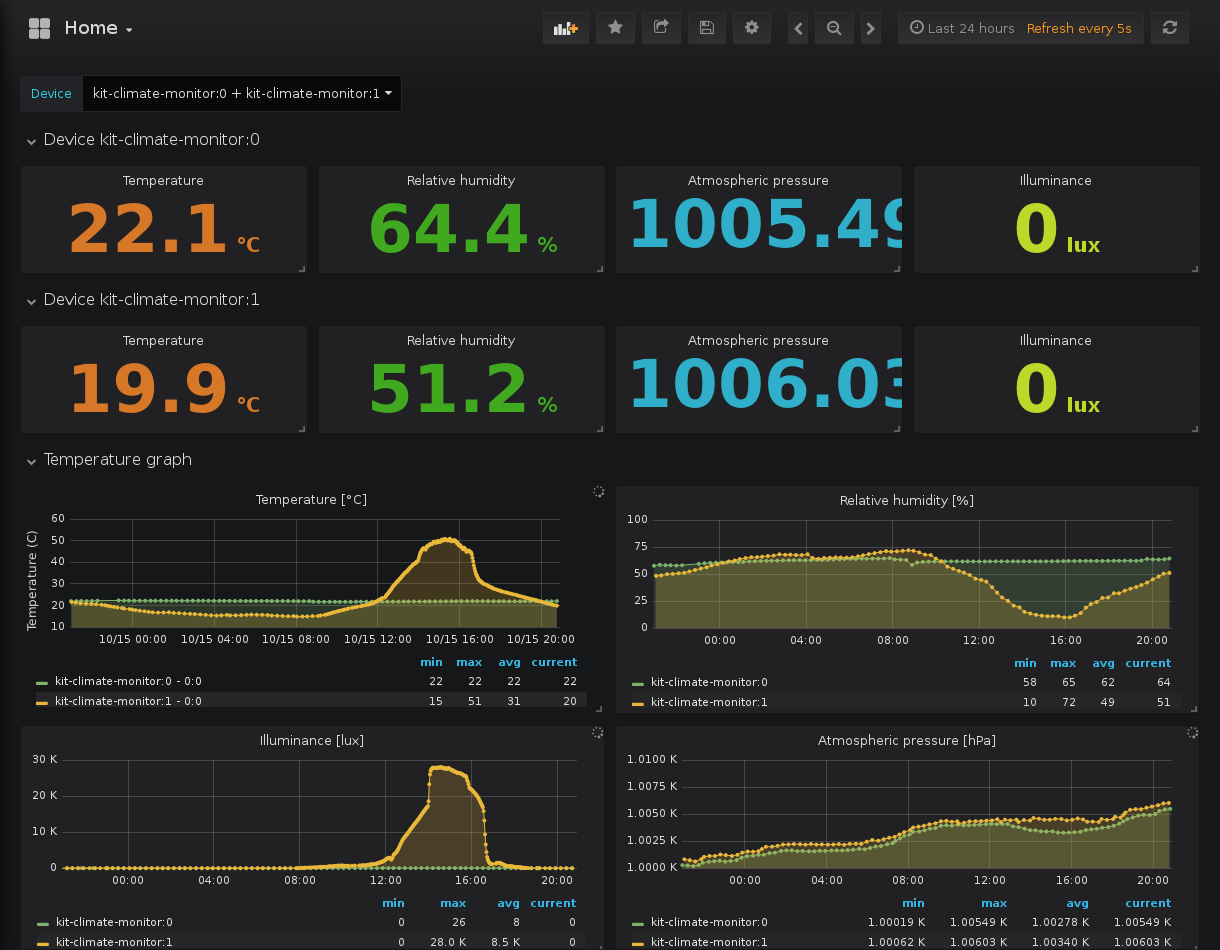 Home
Last 24 hours Refresh every 5s
Device kit-climate-monitor:0 + kit-climate-monitor:1
Device kit-climate-monitor:0
Temperature Relative humidity Atmospheric pressure Illuminance
22.1 °C 64.4 % 1005.49 0 lux
Device kit-climate-monitor:1
Temperature Relative humidity Atmospheric pressure Illuminance
19.9 °C 51.2 % 1006.03 0 lux
Temperature graph
Temperature [°C]
Temperature (C)
60
50
40
30
20
10
10/15 00:00 10/15 04:00 10/15 08:00 10/15 12:00 10/15 16:00 10/15 20:00
min max avg current
kit-climate-monitor:0 - 0:0 22 22 22 22
kit-climate-monitor:1 - 0:0 15 51 31 20
Relative humidity [%]
100
75
50
25
0
00:00 04:00 08:00 12:00 16:00 20:00
min max avg current
kit-climate-monitor:0 58 65 62 64
kit-climate-monitor:1 10 72 49 51
Illuminance [lux]
30 K
20 K
10 K
0
00:00 04:00 08:00 12:00 16:00 20:00
min max avg current
kit-climate-monitor:0 0 26 8 0
kit-climate-monitor:1 0 28.0 K 8.5 K 0
Atmospheric pressure [hPa]
1.0100 K
1.0075 K
1.0050 K
1.0025 K
1.0000 K
00:00 04:00 08:00 12:00 16:00 20:00
min max avg current
kit-climate-monitor:0 1.00019 K 1.00549 K 1.00278 K 1.00549 K
kit-climate-monitor:1 1.00062 K 1.00603 K 1.00340 K 1.00603 K